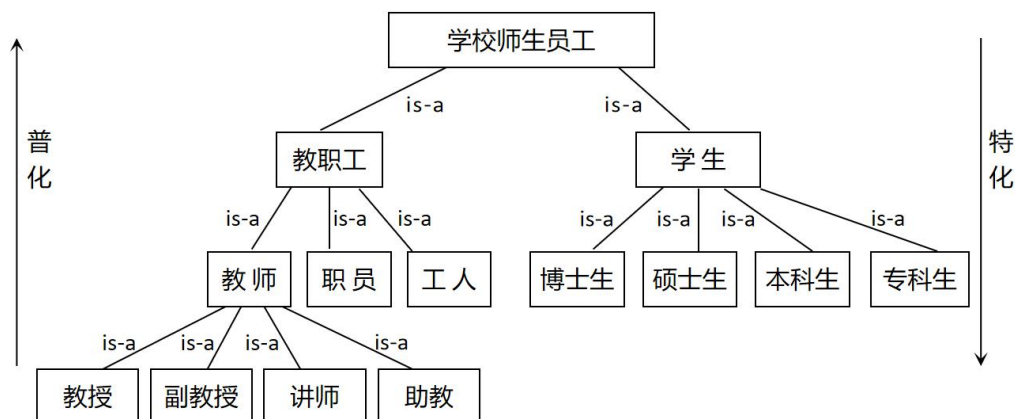 学校师生员工
is-a
is-a
普化
特化
教职工
学生
is-a
is-a
is-a
is-a
is-a
is-a
is-a
教师
职员
工人
博士生
硕士生
本科生
专科生
is-a
is-a
is-a
is-a
教授
副教授
讲师
助教